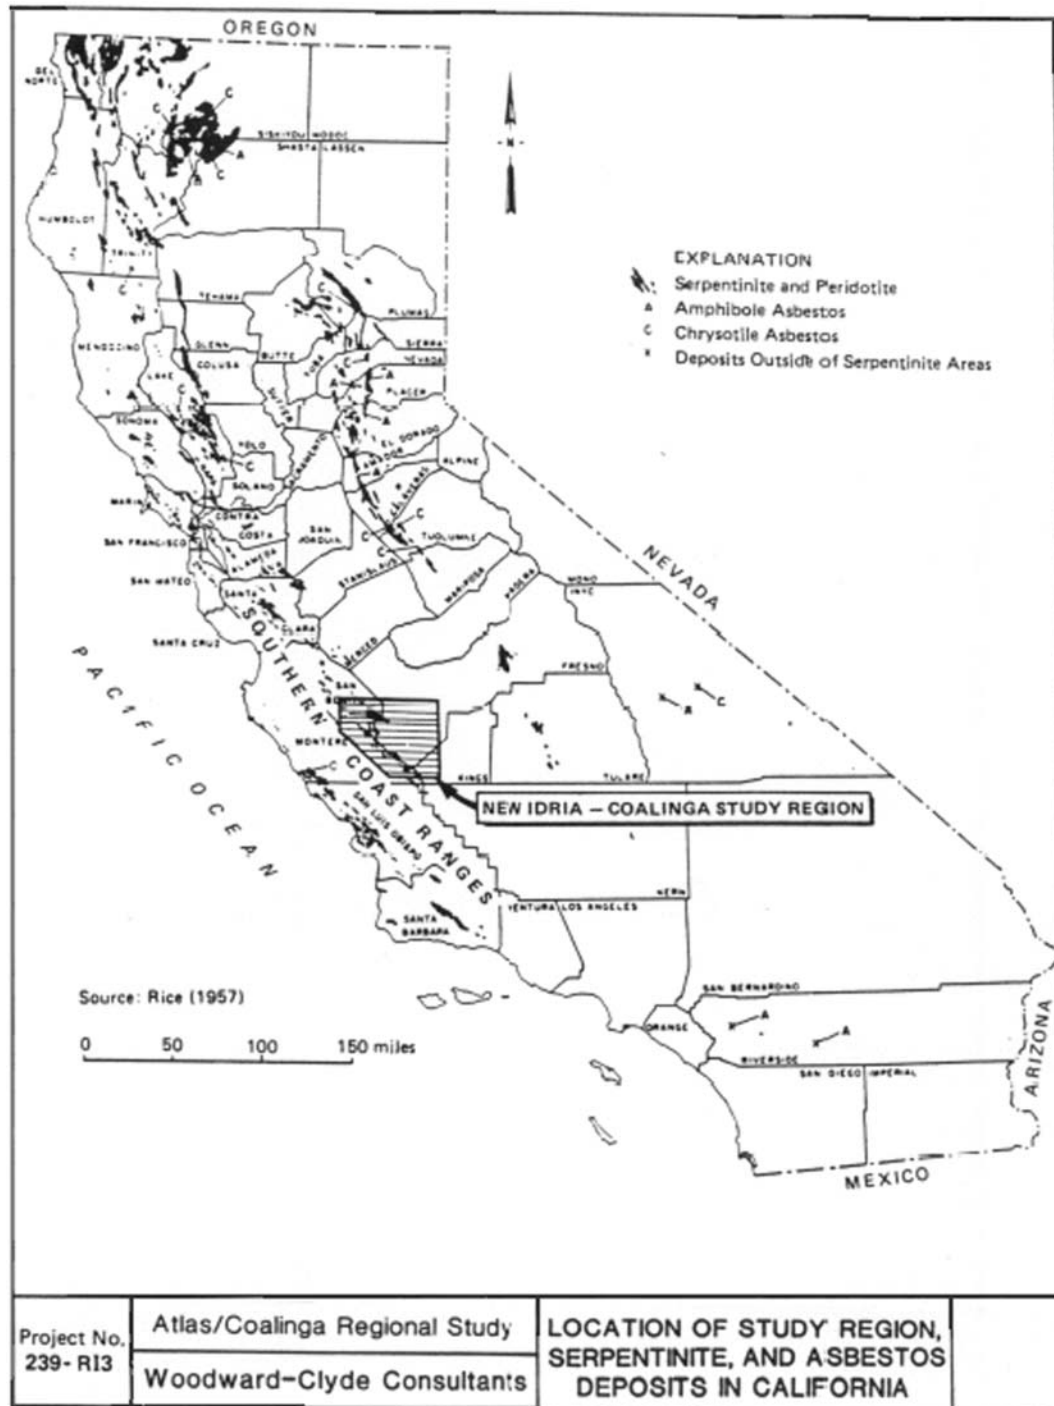 OREGON
DEL
NORTE
C
C
SISKIYOU MODOC
SHASTA LASSEN
A
C
N
HUMBOLDT
TRINITY
C
EXPLANATION
Serpentinite and Peridotite
A Amphibole Asbestos
C Chrysotile Asbestos
x Deposits Outside of Serpentinite Areas
TEHAMA
C
PLUMAS
MENDOCINO
GLENN
BUTTE
SIERRA
NEVADA
LAKE
COLUSA
YUBA
C
A
PLACER
SUTTER
A
SONOMA
YOLO
EL DORADO
NAPA
C
SACRAMENTO
AMADOR
A
ALPINE
SOLANO
CALAVERAS
MARIN
CONTRA
COSTA
SAN
JOAQUIN
C
TUOLUMNE
SAN FRANCISCO
ALAMEDA
C
STANISLAUS
NEVADA
SAN MATEO
SANTA
CLARA
MARIPOSA
MADERA
MONO
INYO
SANTA CRUZ
MERCED
FRESNO
SAN
MONTERE
A
C
PACIFIC OCEAN
SOUTHERN COAST RANGES
C
KINGS
TULARE
NEW IDRIA – COALINGA STUDY REGION
SAN LUIS OBISPO
KERN
VENTURA
LOS ANGELES
SANTA
BARBARA
SAN BERNARDINO
Source: Rice (1957)
ORANGE
A
A
ARIZONA
RIVERSIDE
SAN DIEGO
IMPERIAL
0 50 100 150 miles
MEXICO
Project No.
239-R13
Atlas/Coalinga Regional Study
Woodward-Clyde Consultants
LOCATION OF STUDY REGION,
SERPENTINITE, AND ASBESTOS
DEPOSITS IN CALIFORNIA